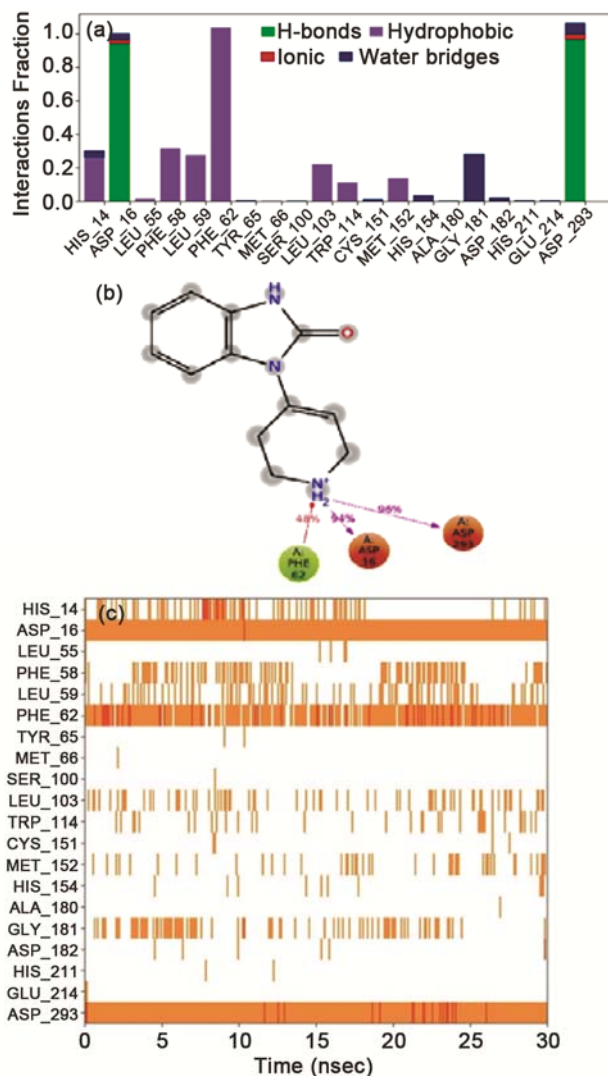 (a)
H-bonds Hydrophobic
Ionic Water bridges
Interactions Fraction
1.0
0.8
0.6
0.4
0.2
0.0
HIS_14 ASP_16 LEU_55 PHE_58 LEU_59 PHE_62 TYR_65 MET_66 SER_100 LEU_103 TRP_114 CYS_151 MET_152 HIS_154 ALA_180 GLY_181 ASP_182 HIS_211 GLU_214 ASP_293
(b)
H
N
O
N
N+
H2
48% 94% 96%
A: PHE 62
A: ASP 16
A: ASP 293
(c)
HIS_14
ASP_16
LEU_55
PHE_58
LEU_59
PHE_62
TYR_65
MET_66
SER_100
LEU_103
TRP_114
CYS_151
MET_152
HIS_154
ALA_180
GLY_181
ASP_182
HIS_211
GLU_214
ASP_293
0 5 10 15 20 25 30
Time (nsec)